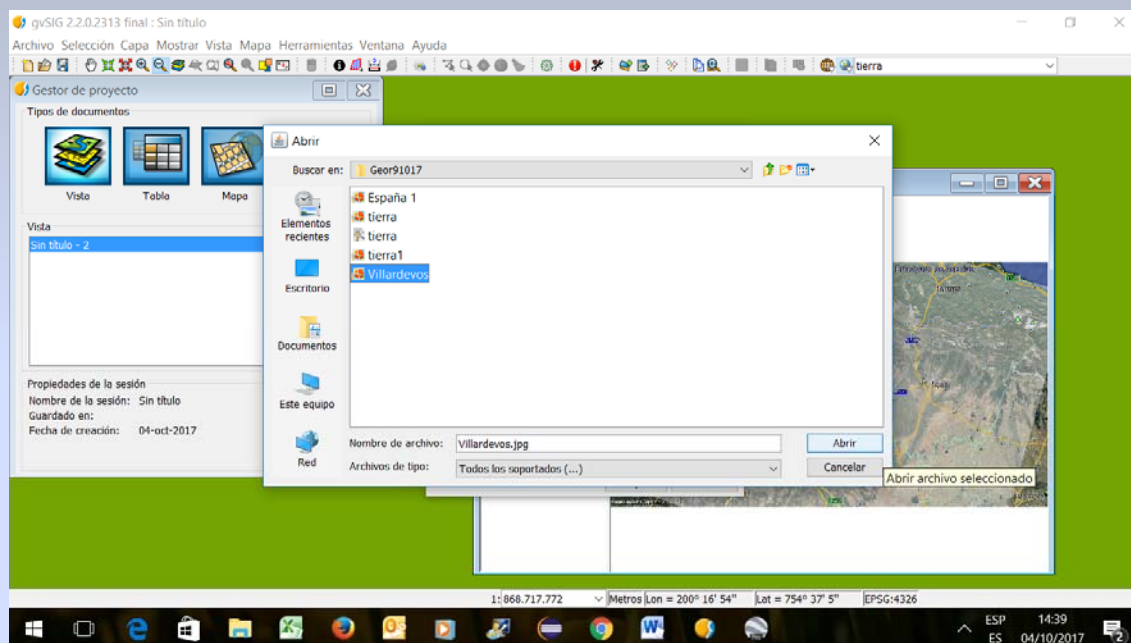 gvSIG 2.2.0.2313 final : Sin título
Archivo Selección Capa Mostrar Vista Mapa Herramientas Ventana Ayuda
tierra
Gestor de proyecto
Tipos de documentos
Vista Tabla Mapa
Vista
Sin título - 2
Propiedades de la sesión
Nombre de la sesión: Sin título
Guardado en:
Fecha de creación: 04-oct-2017
Abrir
Buscar en: Geor91017
Elementos recientes
Escritorio
Documentos
Este equipo
Red
España 1
tierra
tierra
tierra1
Villardevos
Nombre de archivo: Villardevos.jpg
Abrir
Archivos de tipo: Todos los soportados (...)
Cancelar
Abrir archivo seleccionado
1: 868.717.772 Metros Lon = 200º 16' 54" Lat = 754º 37' 5" EPSG:4326
ESP 14:39
ES 04/10/2017
2